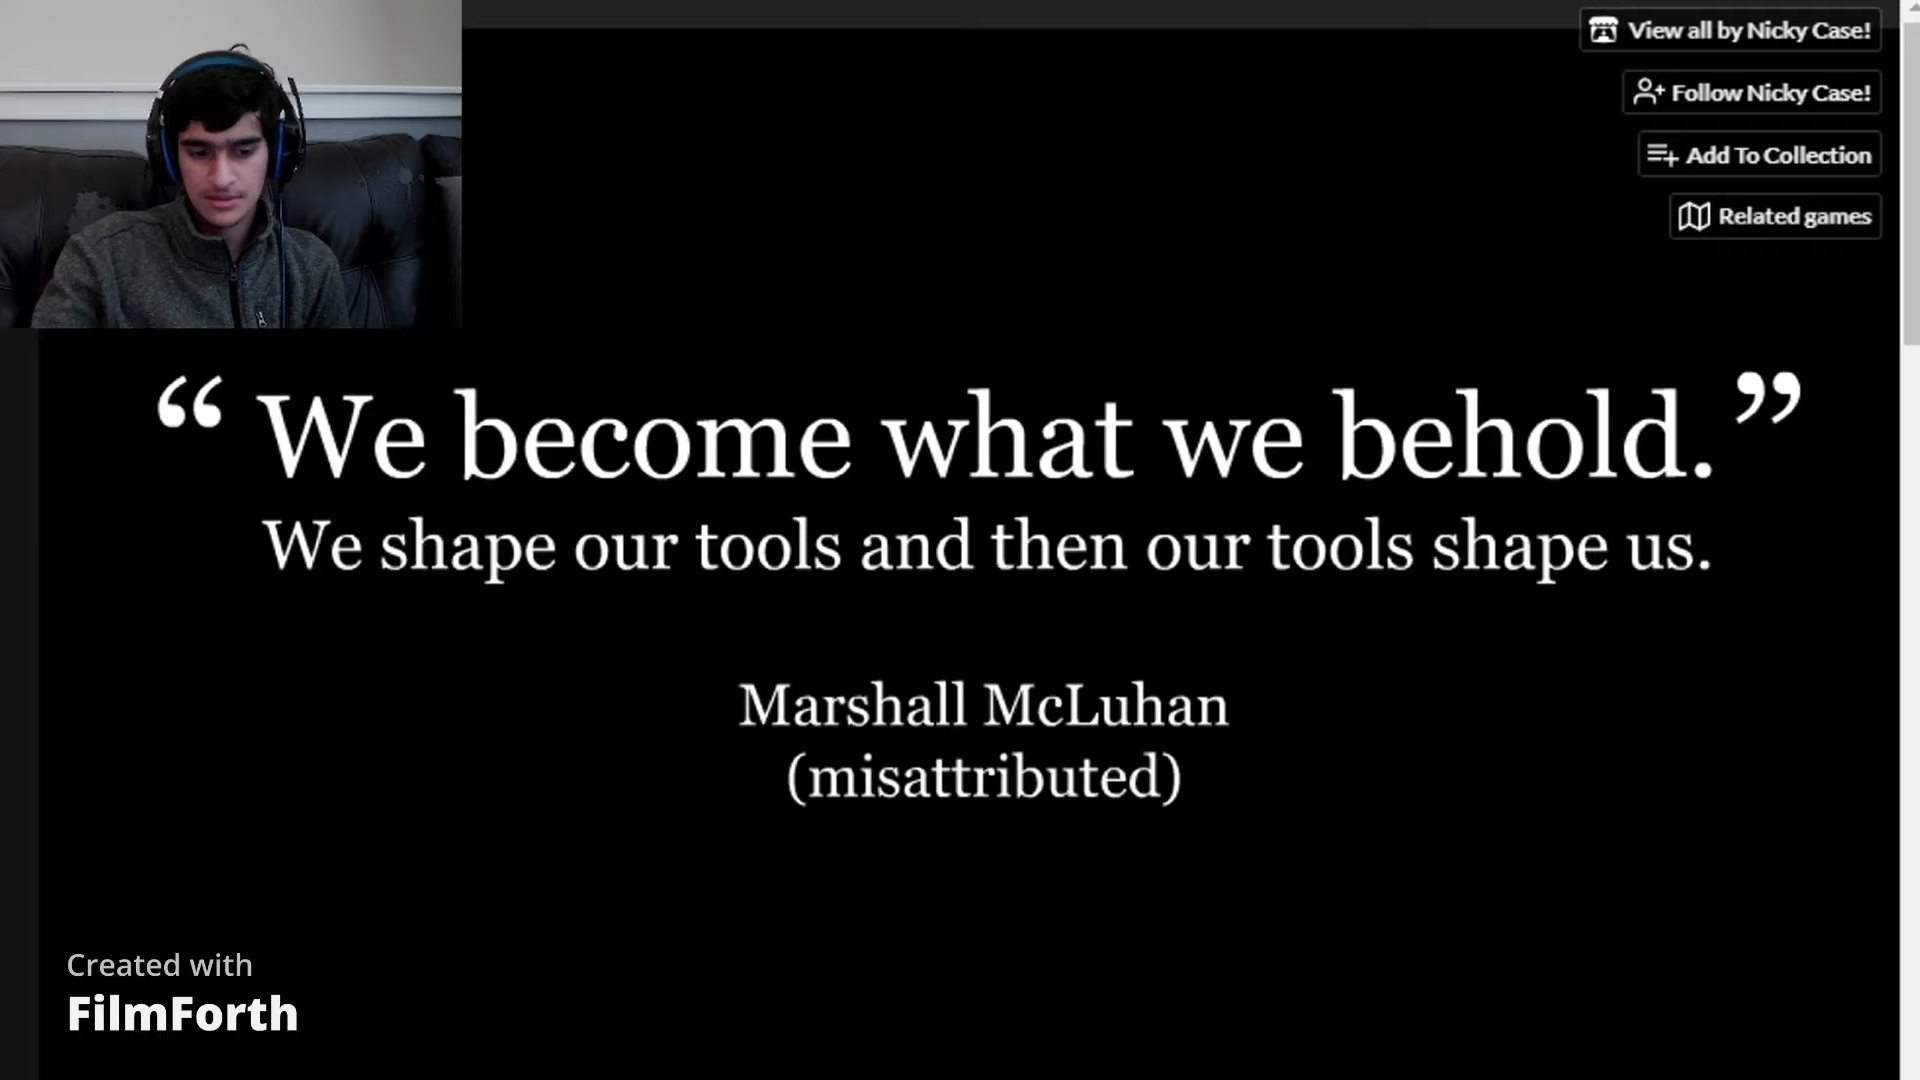 View all by Nicky Case!
Follow Nicky Case!
Add To Collection
Related games
“ We become what we behold. ”
We shape our tools and then our tools shape us.
Marshall McLuhan
(misattributed)
Created with
FilmForth